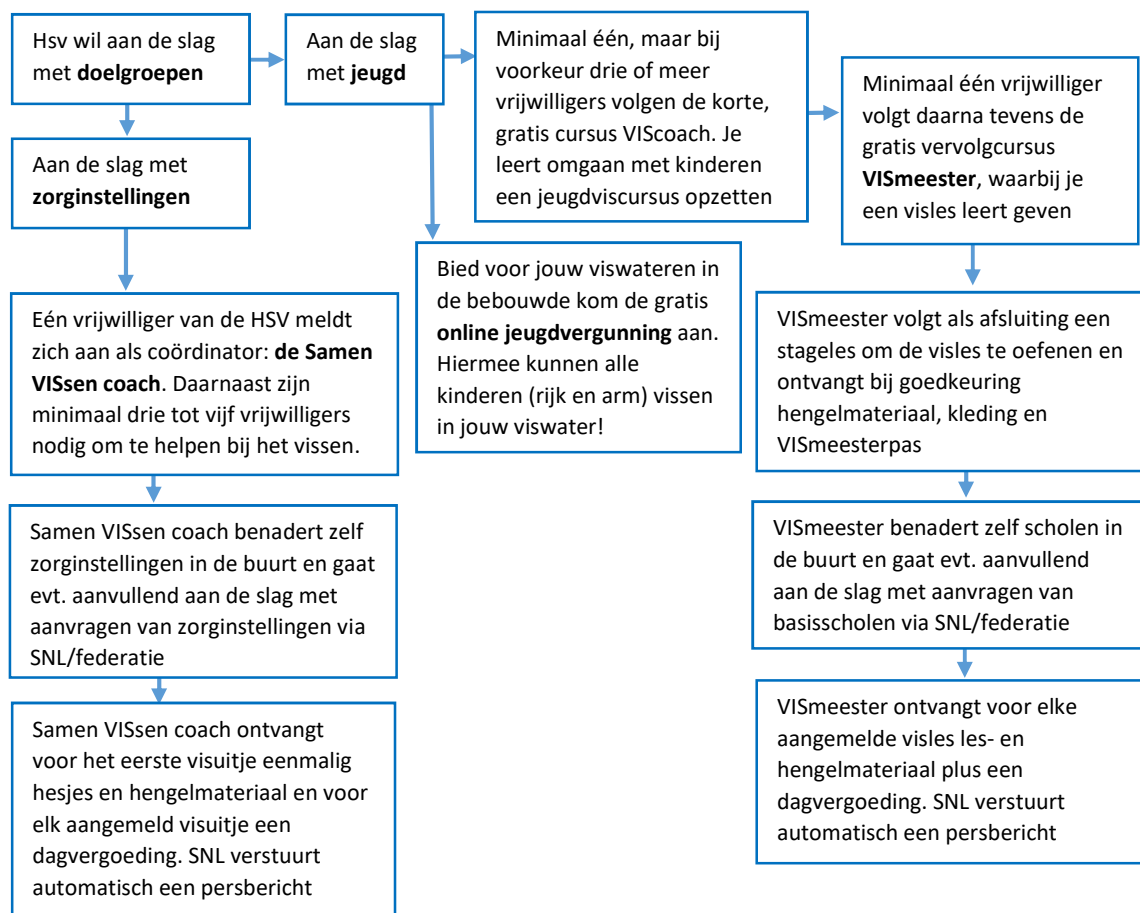 Hsv wil aan de slag
met doelgroepen
Aan de slag
met jeugd
Minimaal één, maar bij
voorkeur drie of meer
vrijwilligers volgen de korte,
gratis cursus VIScoach. Je
leert omgaan met kinderen
een jeugdviscursus opzetten
Minimaal één vrijwilliger
volgt daarna tevens de
gratis vervolgcursus
VISmeester, waarbij je
een visles leert geven
Aan de slag met
zorginstellingen
Bied voor jouw viswateren in
de bebouwde kom de gratis
online jeugdvergunning aan.
Hiermee kunnen alle
kinderen (rijk en arm) vissen
in jouw viswater!
Eén vrijwilliger van de HSV meldt
zich aan als coördinator: de Samen
VISsen coach. Daarnaast zijn
minimaal drie tot vijf vrijwilligers
nodig om te helpen bij het vissen.
VISmeester volgt als afsluiting een
stageles om de visles te oefenen en
ontvangt bij goedkeuring
hengelmateriaal, kleding en
VISmeesterpas
Samen VISsen coach benadert zelf
zorginstellingen in de buurt en gaat
evt. aanvullend aan de slag met
aanvragen van zorginstellingen via
SNL/federatie
VISmeester benadert zelf scholen in
de buurt en gaat evt. aanvullend
aan de slag met aanvragen van
basisscholen via SNL/federatie
Samen VISsen coach ontvangt
voor het eerste visuitje eenmalig
hesjes en hengelmateriaal en voor
elk aangemeld visuitje een
dagvergoeding. SNL verstuurt
automatisch een persbericht
VISmeester ontvangt voor elke
aangemelde visles les- en
hengelmateriaal plus een
dagvergoeding. SNL verstuurt
automatisch een persbericht